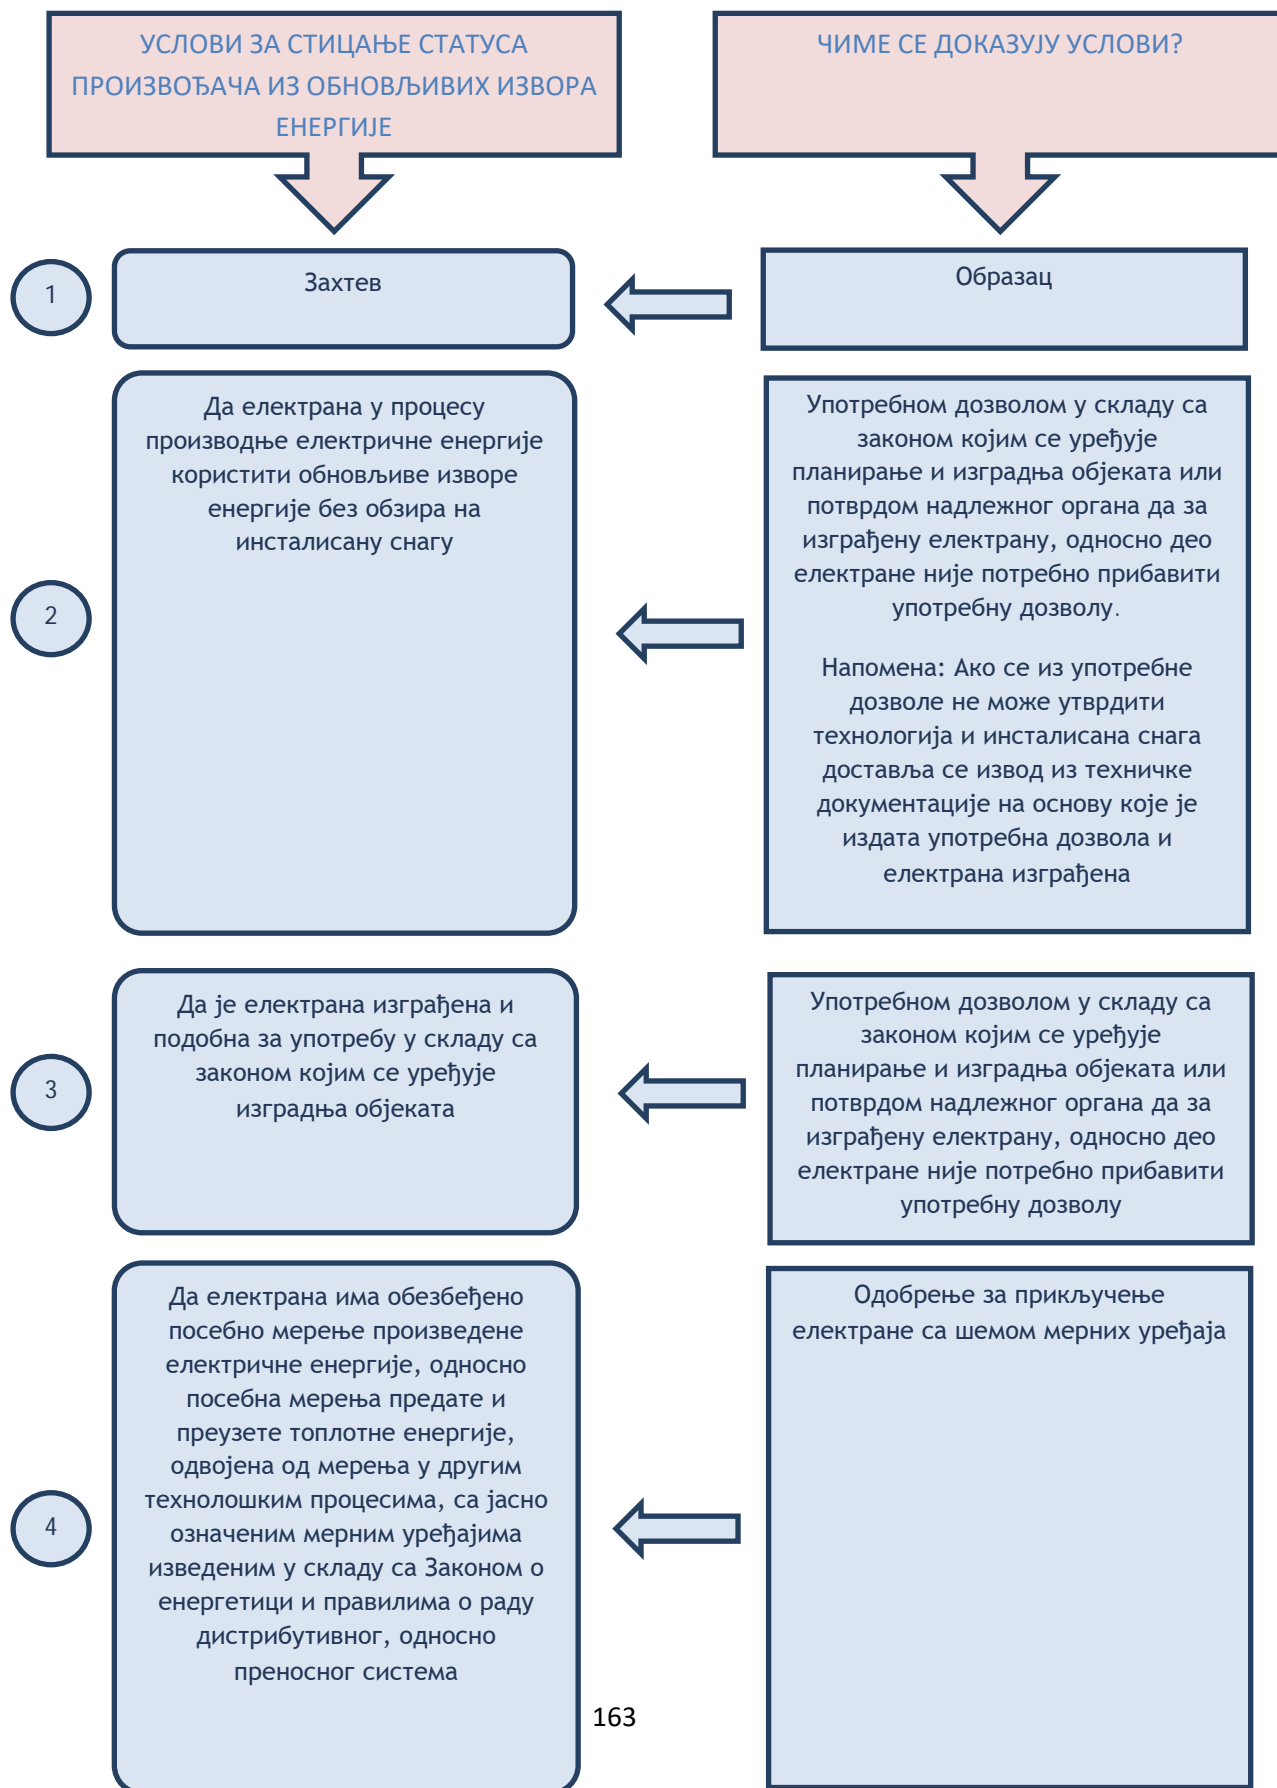 УСЛОВИ ЗА СТИЦАЊЕ СТАТУСА
ПРОИЗВОЂАЧА ИЗ ОБНОВЉИВИХ ИЗВОРА
ЕНЕРГИЈЕ
ЧИМЕ СЕ ДОКАЗУЈУ УСЛОВИ?
1
Захтев
Образац
2
Да електрана у процесу
производње електричне енергије
користити обновљиве изворе
енергије без обзира на
инсталисану снагу
Употребном дозволом у складу са
законом којим се уређује
планирање и изградња објеката или
потврдом надлежног органа да за
изграђену електрану, односно део
електране није потребно прибавити
употребну дозволу.
Напомена: Ако се из употребне
дозволе не може утврдити
технологија и инсталисана снага
доставља се извод из техничке
документације на основу које је
издата употребна дозвола и
електрана изграђена
3
Да је електрана изграђена и
подобна за употребу у складу са
законом којим се уређује
изградња објеката
Употребном дозволом у складу са
законом којим се уређује
планирање и изградња објеката или
потврдом надлежног органа да за
изграђену електрану, односно део
електране није потребно прибавити
употребну дозволу
4
Да електрана има обезбеђено
посебно мерење произведене
електричне енергије, односно
посебна мерења предате и
преузете топлотне енергије,
одвојена од мерења у другим
технолошким процесима, са јасно
означеним мерним уређајима
изведеним у складу са Законом о
енергетици и правилима о раду
дистрибутивног, односно
преносног система
Одобрење за прикључење
електране са шемом мерних уређаја
163